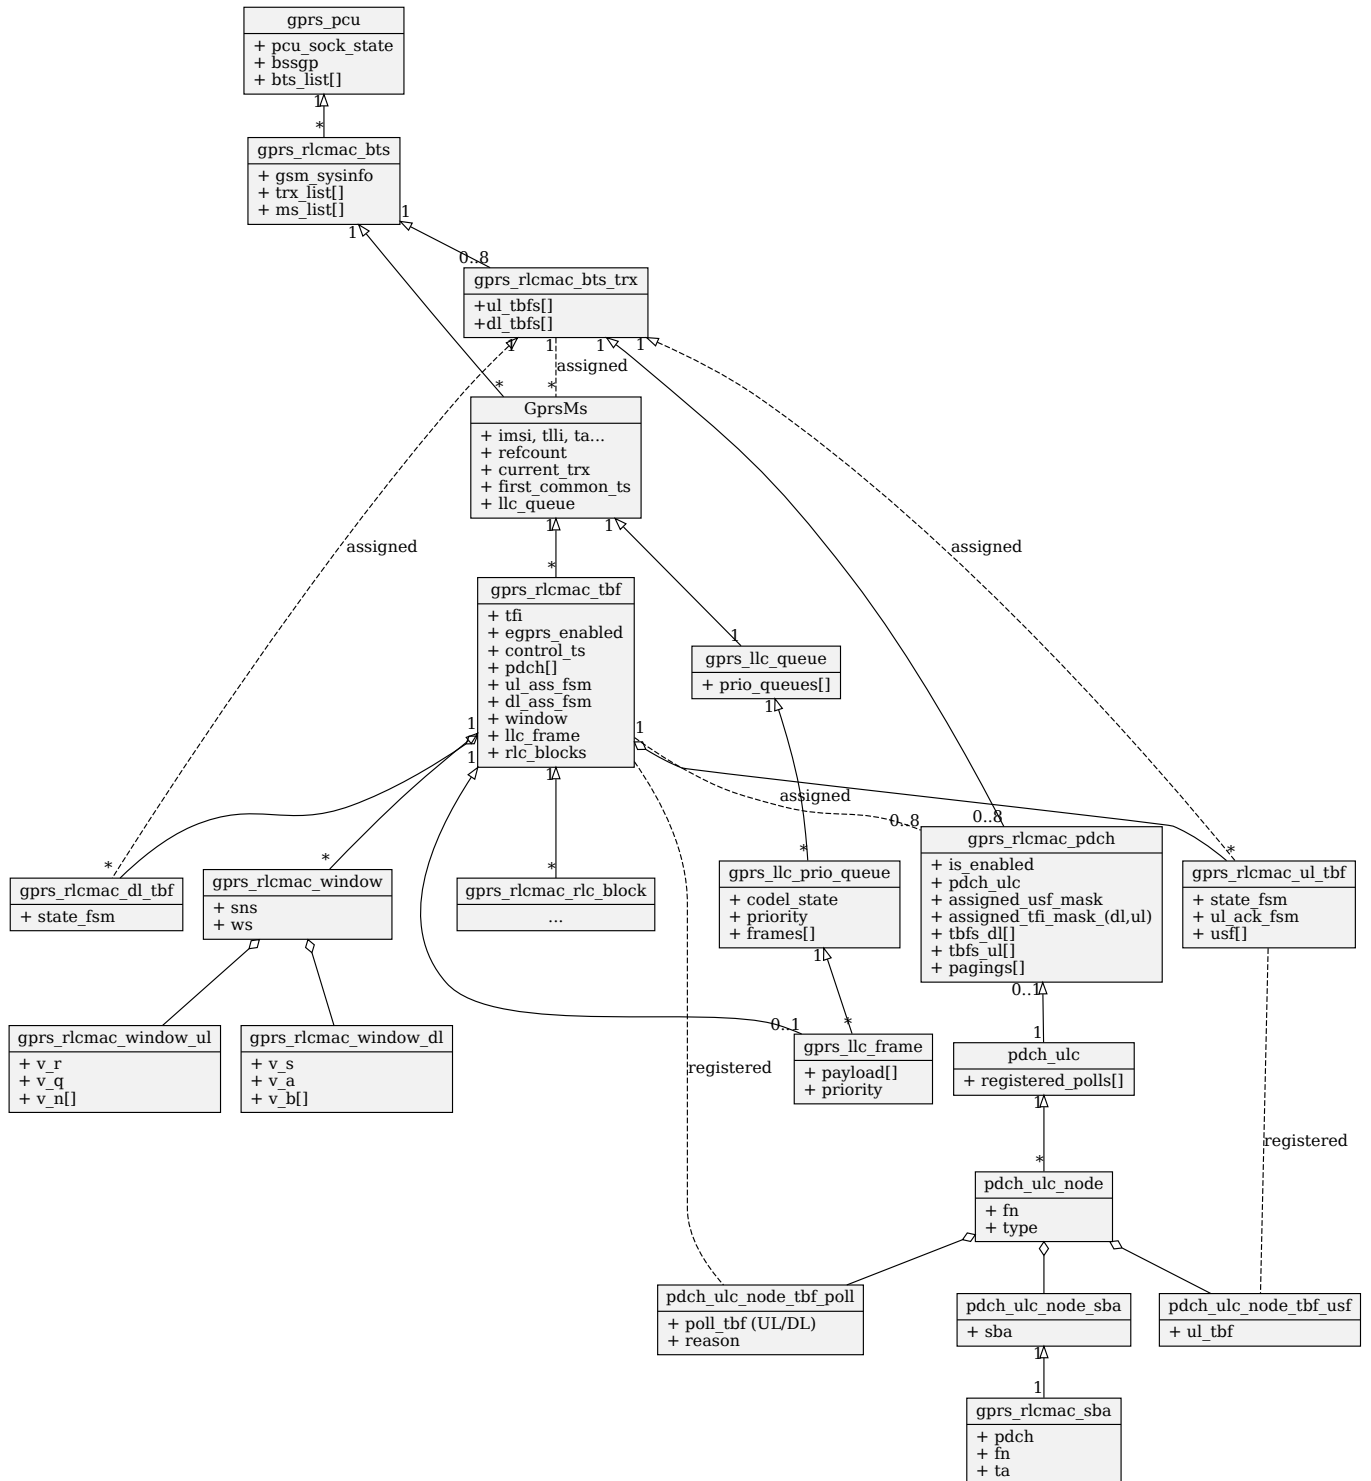 gprs_pcu
+ pcu_sock_state
+ bssgp
+ bts_list[]
1
*
gprs_rlcmac_bts
+ gsm_sysinfo
+ trx_list[]
+ ms_list[]
1
1
0..8
gprs_rlcmac_bts_trx
+ul_tbfs[]
+dl_tbfs[]
1
1
1
1
assigned
*
*
GprsMs
+ imsi, tlli, ta...
+ refcount
+ current_trx
+ first_common_ts
+ llc_queue
1
1
assigned
assigned
*
gprs_rlcmac_tbf
+ tfi
+ egprs_enabled
+ control_ts
+ pdch[]
+ ul_ass_fsm
+ dl_ass_fsm
+ window
+ llc_frame
+ rlc_blocks
1
gprs_llc_queue
+ prio_queues[]
1
1
1
1
1
assigned
0..8
0..8
*
*
*
*
*
gprs_rlcmac_dl_tbf
+ state_fsm
gprs_rlcmac_window
+ sns
+ ws
gprs_rlcmac_rlc_block
...
gprs_llc_prio_queue
+ codel_state
+ priority
+ frames[]
gprs_rlcmac_pdch
+ is_enabled
+ pdch_ulc
+ assigned_usf_mask
+ assigned_tfi_mask_(dl,ul)
+ tbfs_dl[]
+ tbfs_ul[]
+ pagings[]
gprs_rlcmac_ul_tbf
+ state_fsm
+ ul_ack_fsm
+ usf[]
1
0..1
0..1
*
1
gprs_rlcmac_window_ul
+ v_r
+ v_q
+ v_n[]
gprs_rlcmac_window_dl
+ v_s
+ v_a
+ v_b[]
registered
gprs_llc_frame
+ payload[]
+ priority
pdch_ulc
+ registered_polls[]
1
registered
*
pdch_ulc_node
+ fn
+ type
pdch_ulc_node_tbf_poll
+ poll_tbf (UL/DL)
+ reason
pdch_ulc_node_sba
+ sba
pdch_ulc_node_tbf_usf
+ ul_tbf
1
1
gprs_rlcmac_sba
+ pdch
+ fn
+ ta